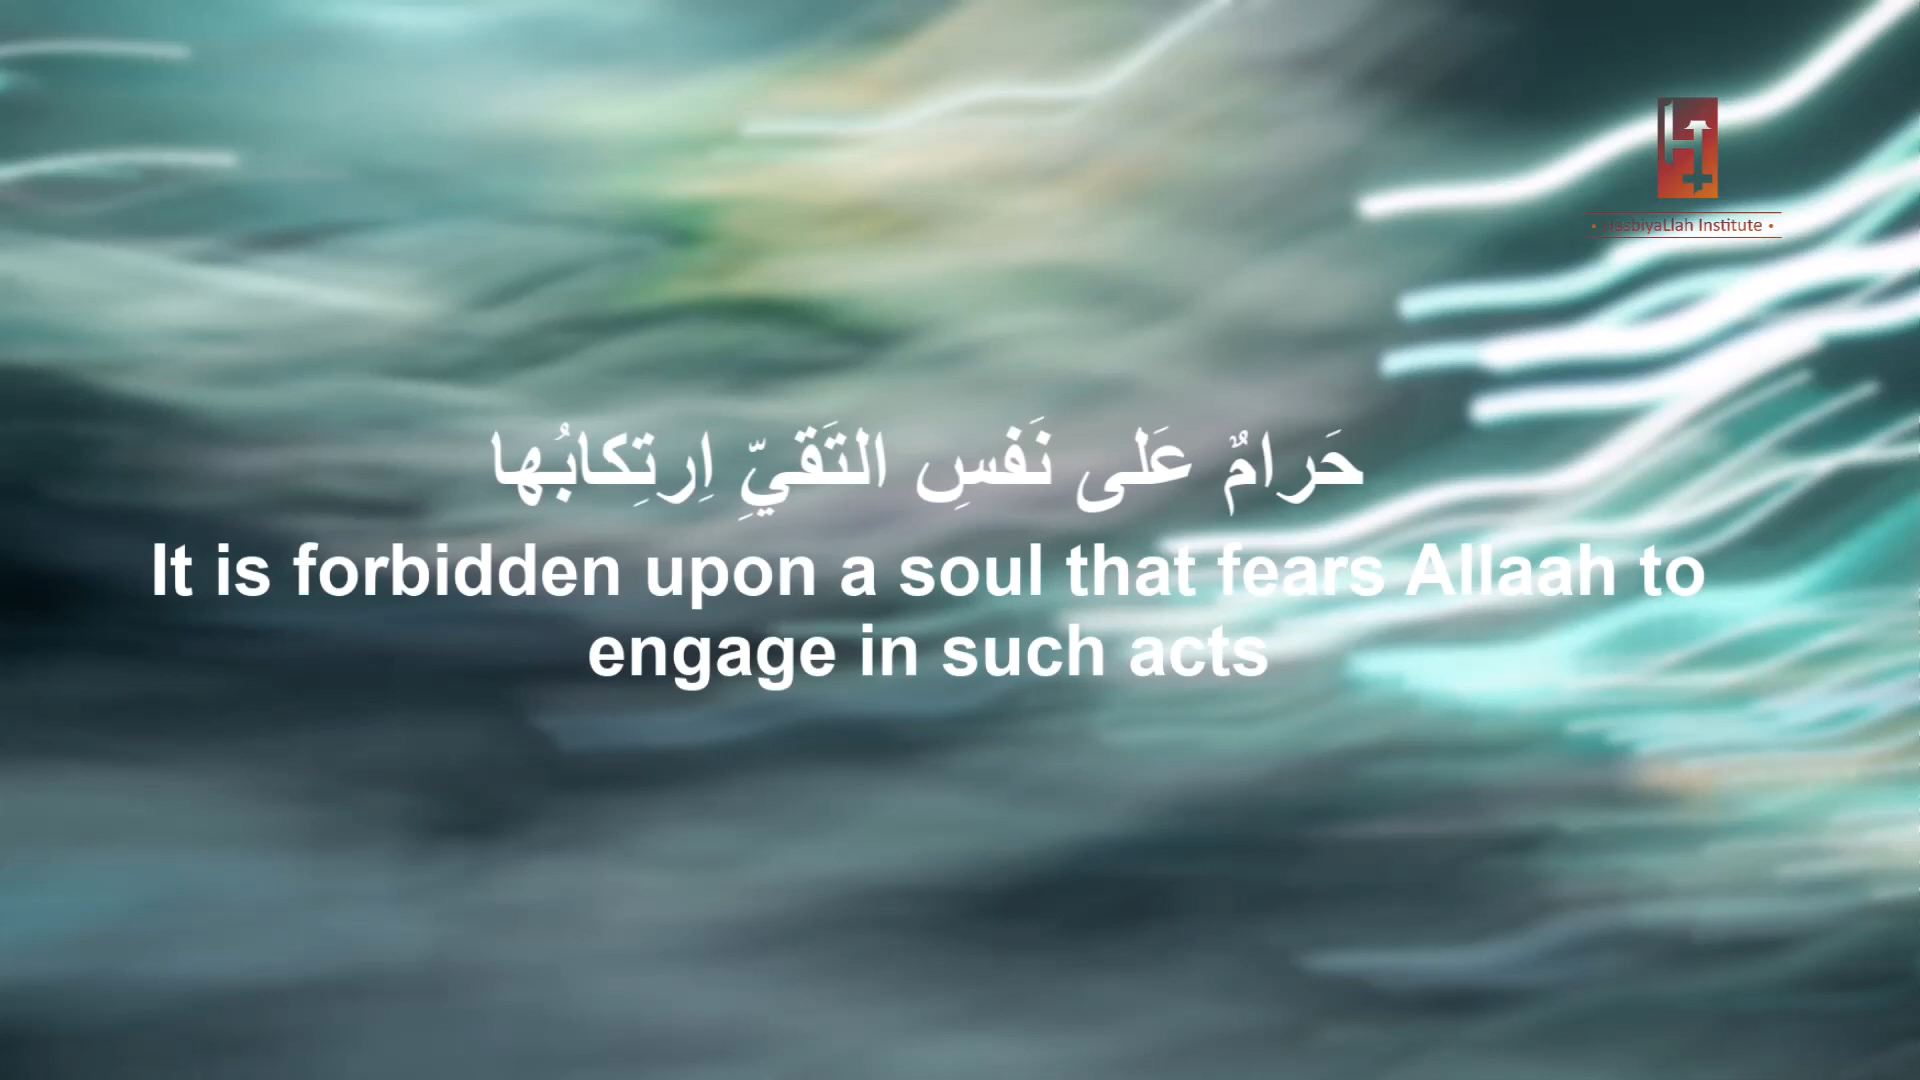 HasbiyaLlah Institute
حَرامٌ عَلى نَفسِ التَقيِّ اِرتِكابُها
It is forbidden upon a soul that fears Allaah to
engage in such acts